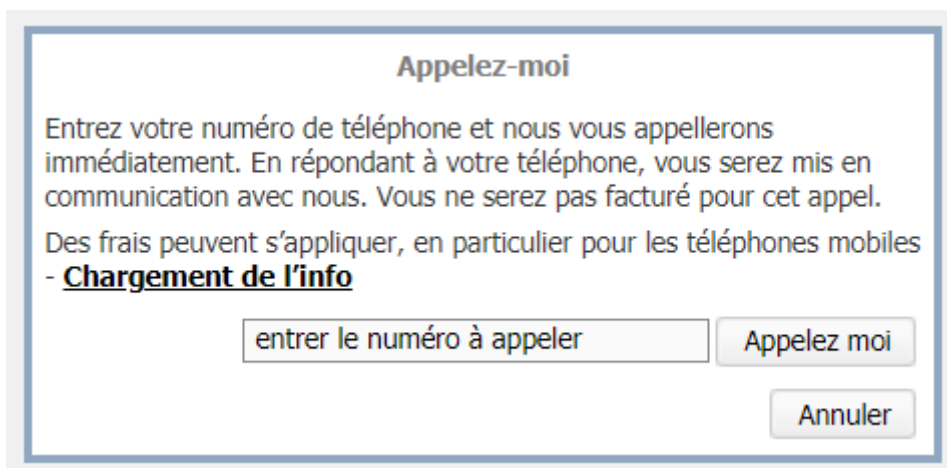 Appelez-moi
Entrez votre numéro de téléphone et nous vous appellerons
immédiatement. En répondant à votre téléphone, vous serez mis en
communication avec nous. Vous ne serez pas facturé pour cet appel.
Des frais peuvent s’appliquer, en particulier pour les téléphones mobiles
- Chargement de l’info
entrer le numéro à appeler Appelez moi
Annuler